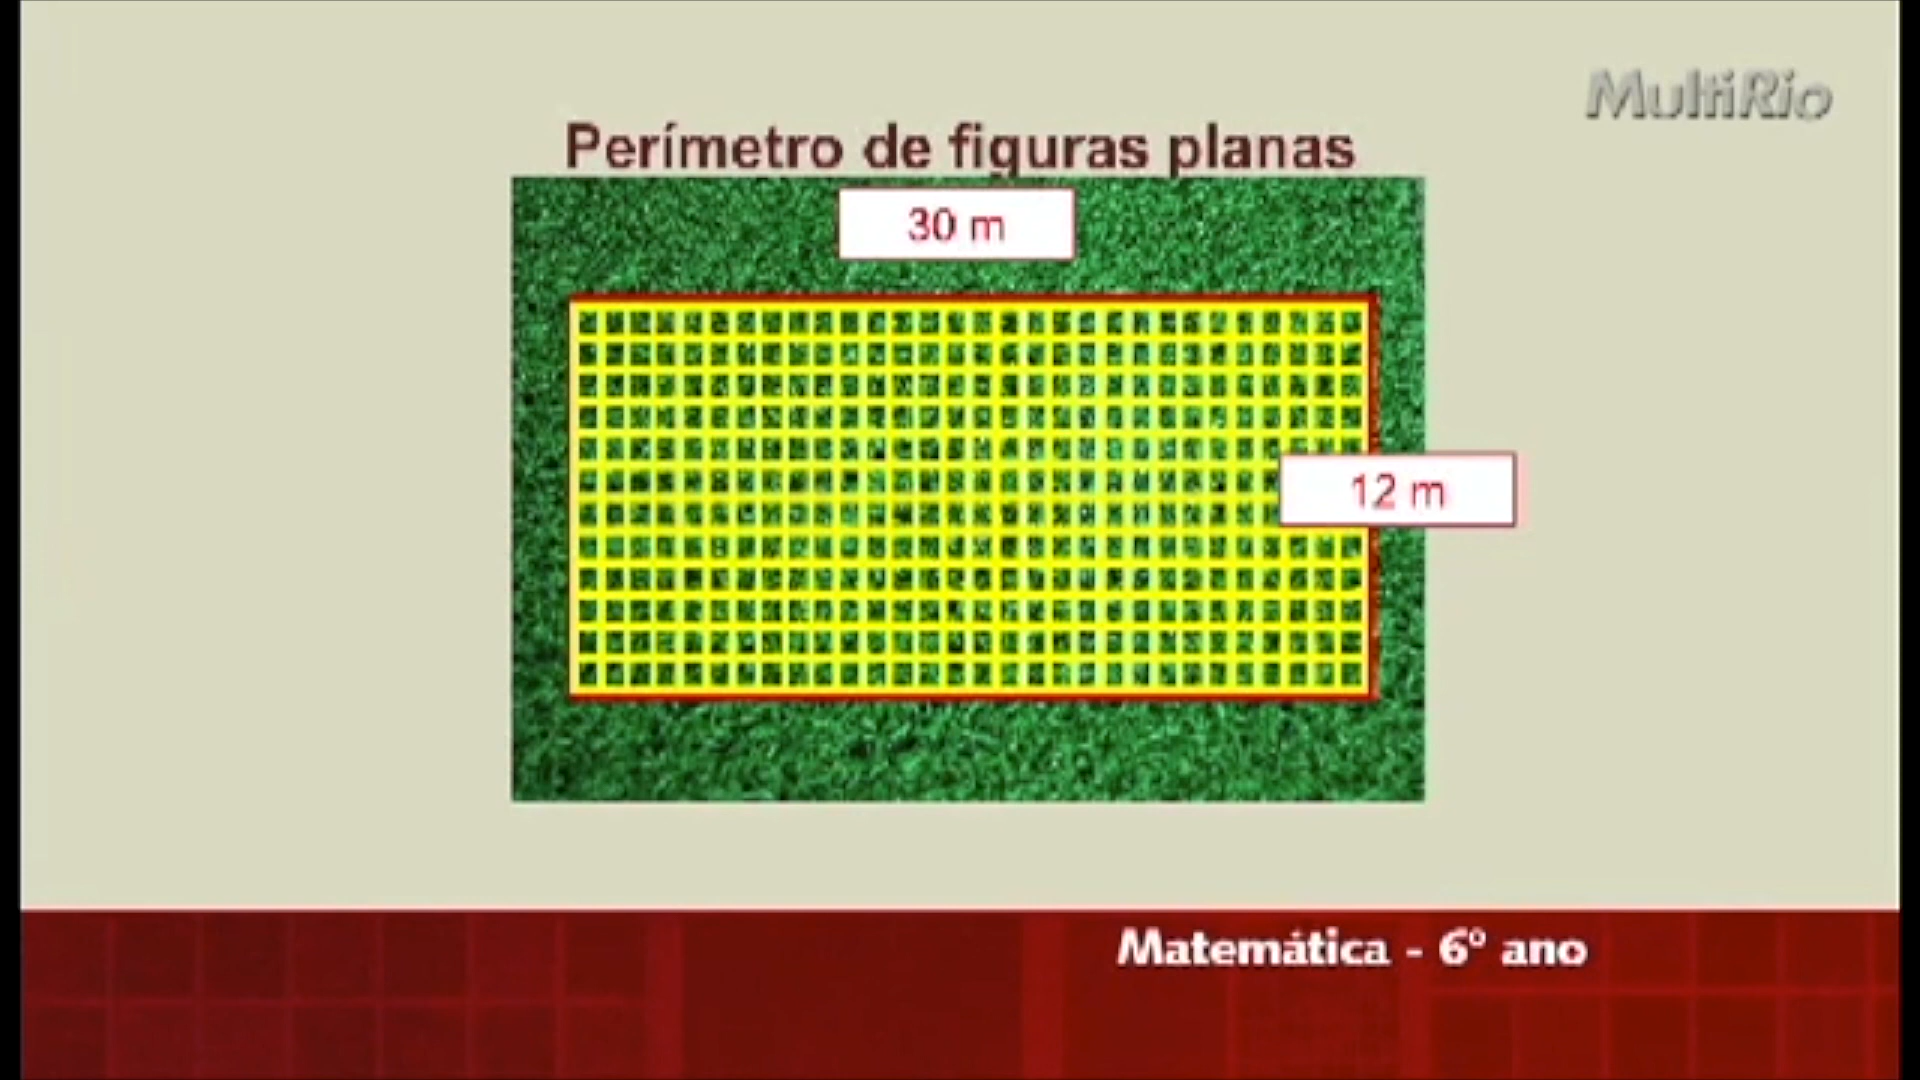 MultiRio
Perímetro de figuras planas
30 m
12 m
Matemática - 6º ano